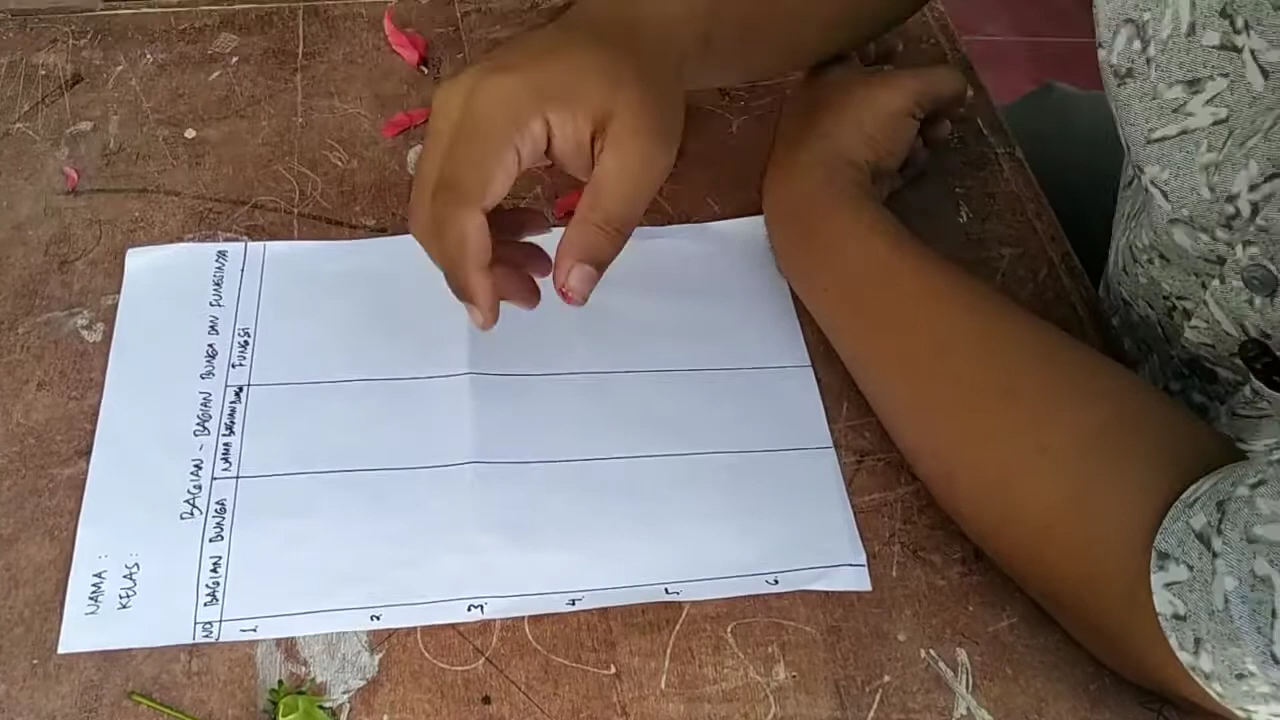 NAMA :
KELAS :
BAGIAN - BAGIAN BUNGA DAN FUNGSINYA
NO BAGIAN BUNGA NAMA BAGIAN BUNGA FUNGSI
1.
2
3.
4.
5.
6.